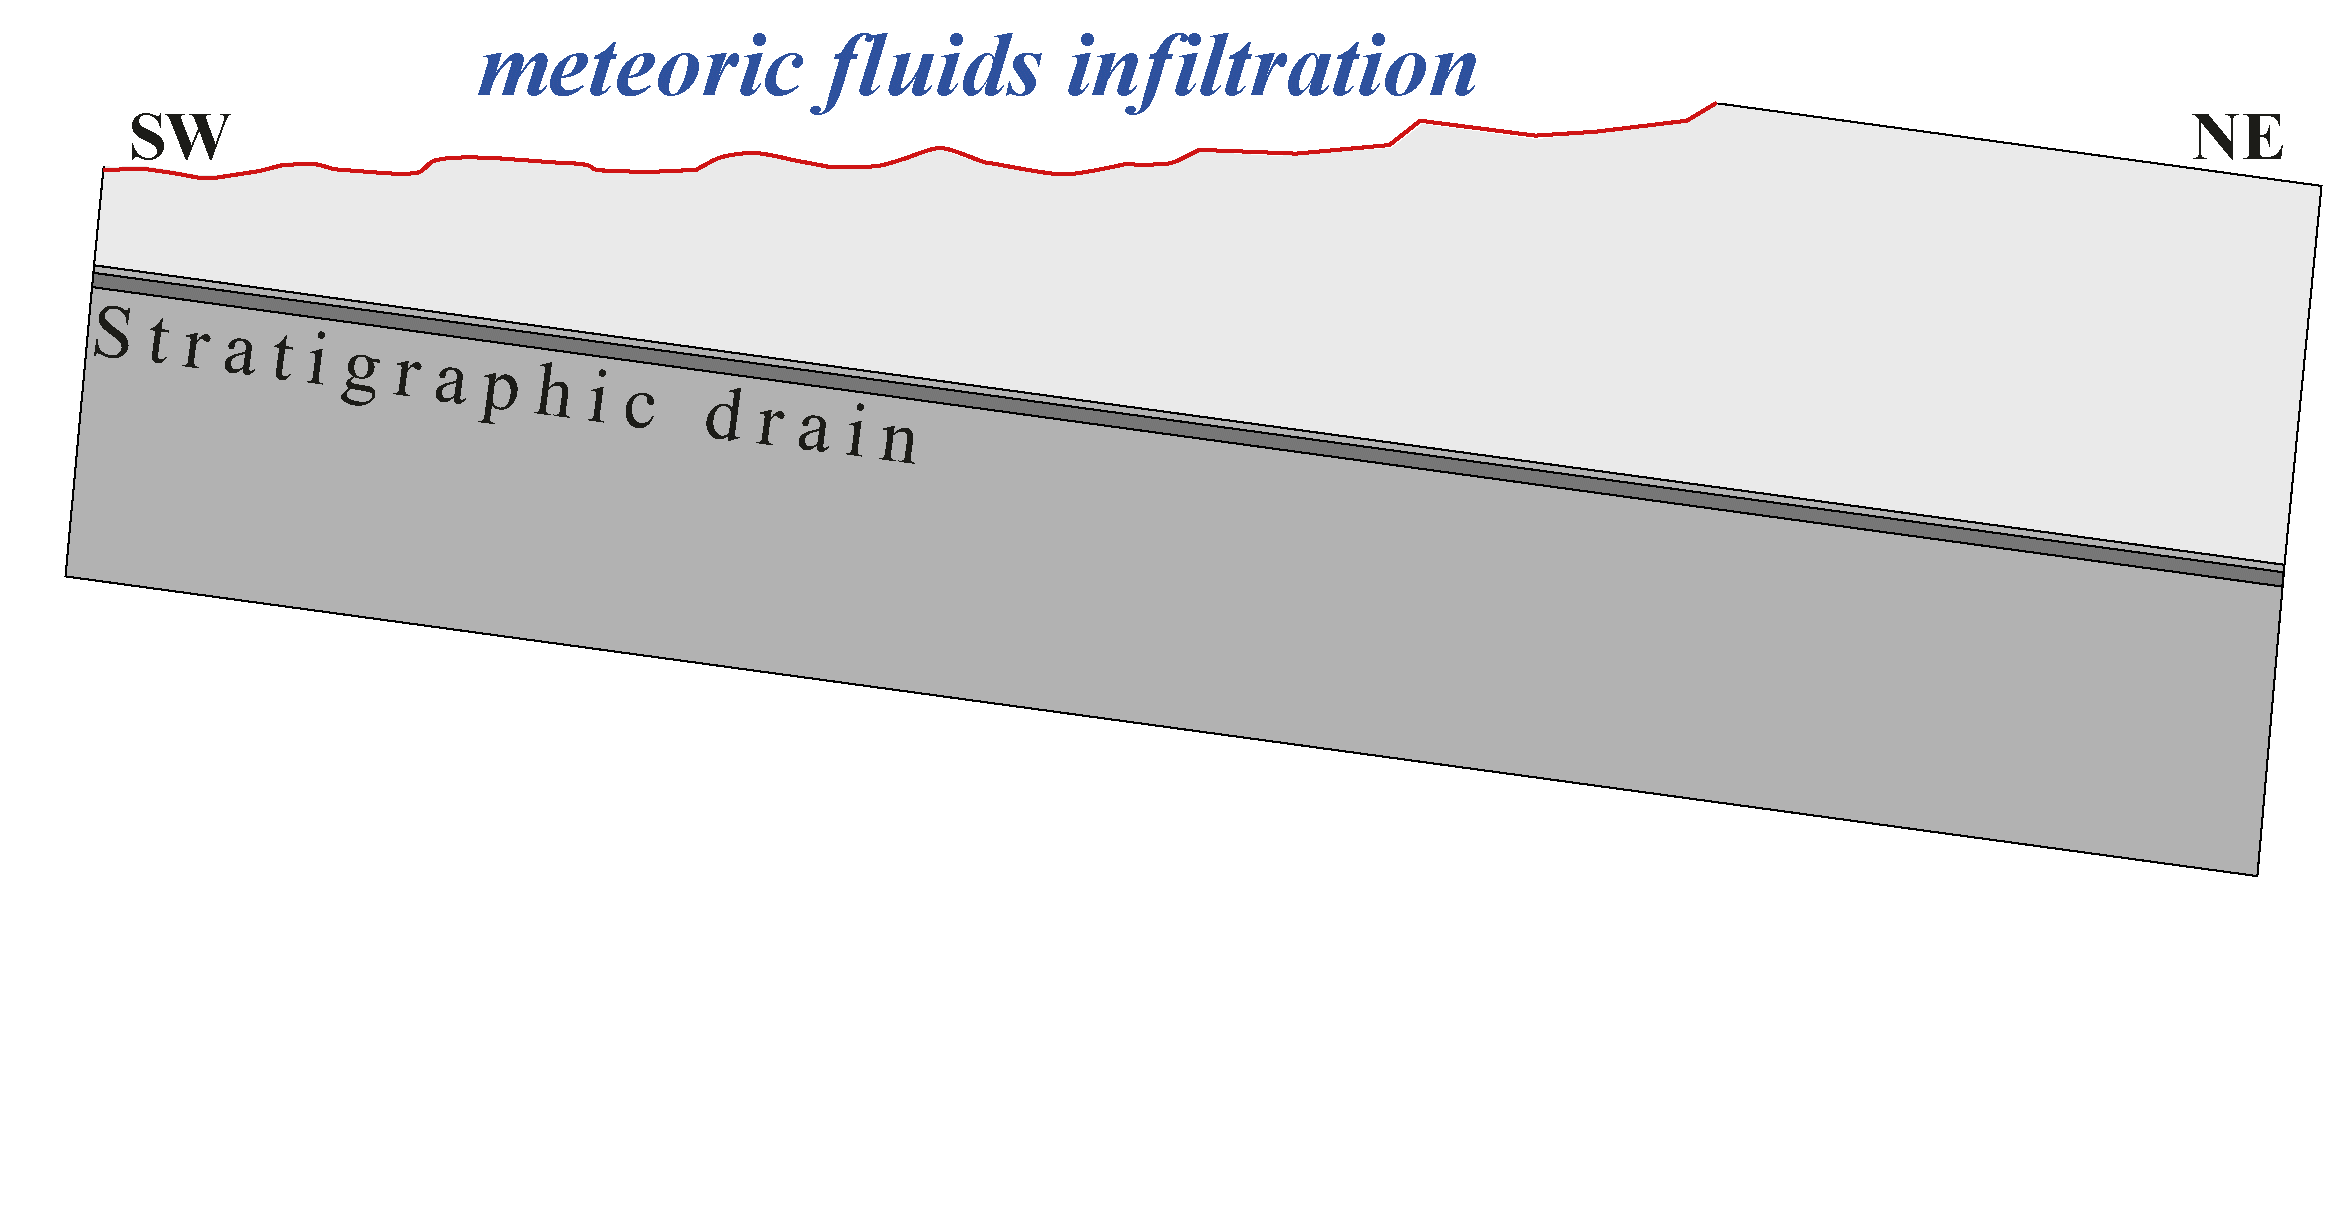 meteoric fluids infiltration
SW
NE
Stratigraphic drain